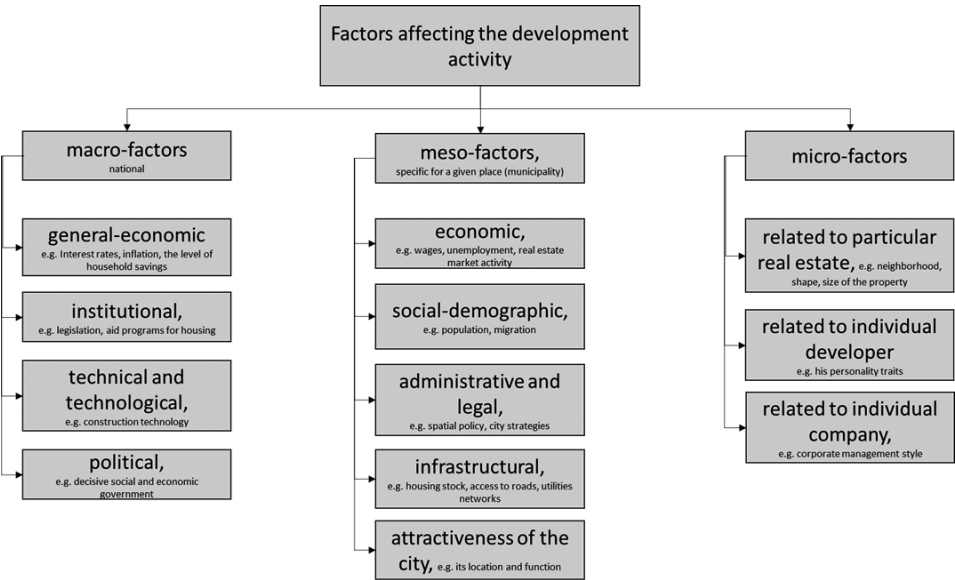 Factors affecting the development
activity
macro-factors
national
general-economic
e.g. Interest rates, inflation, the level of
household savings
institutional,
e.g. legislation, aid programs for housing
technical and
technological,
e.g. construction technology
political,
e.g. decisive social and economic
government
meso-factors,
specific for a given place (municipality)
economic,
e.g. wages, unemployment, real estate
market activity
social-demographic,
e.g. population, migration
administrative and
legal,
e.g. spatial policy, city strategies
infrastructural,
e.g. housing stock, access to roads, utilities
networks
attractiveness of the
city, e.g. its location and function
micro-factors
related to particular
real estate, e.g. neighborhood,
shape, size of the property
related to individual
developer
e.g. his personality traits
related to individual
company,
e.g. corporate management style